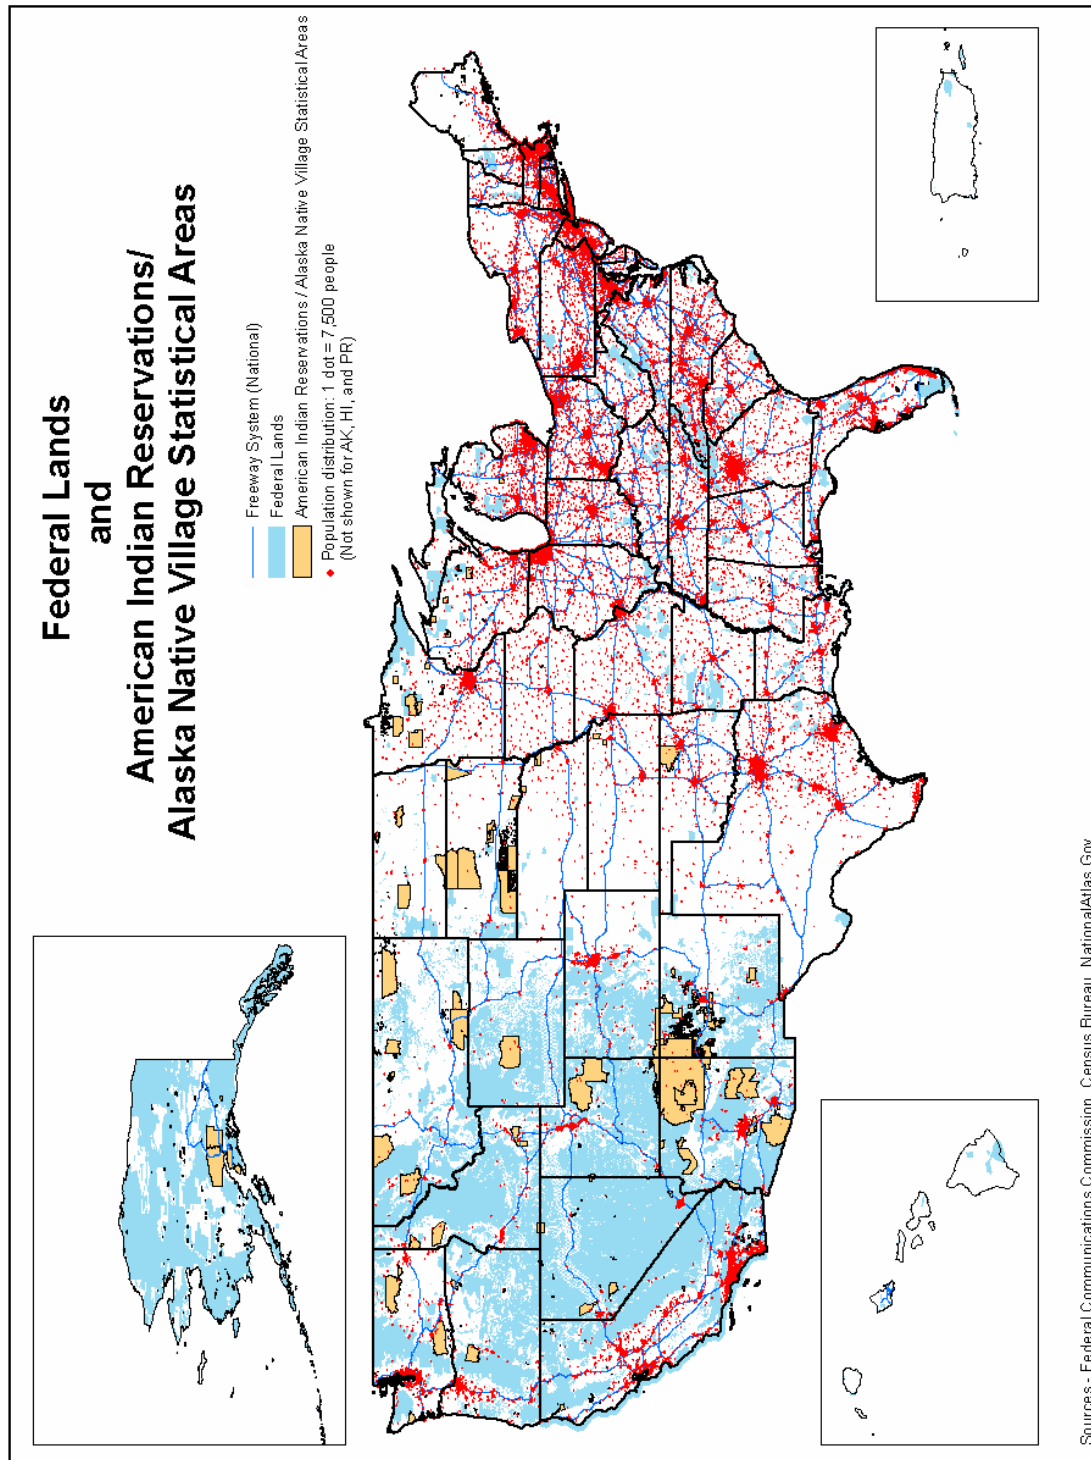 Federal Lands
and
American Indian Reservations/
Alaska Native Village Statistical Areas
Freeway System (National)
Federal Lands
American Indian Reservations / Alaska Native Village Statistical Areas
Population distribution: 1 dot = 7,500 people
(Not shown for AK, HI, and PR)
Sources - Federal Communications Commission, Census Bureau, NationalAtlas.Gov